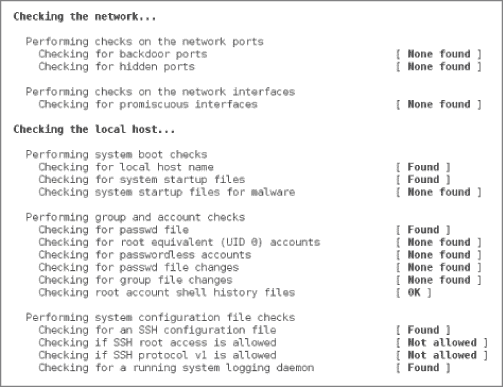 Checking the network...
Performing checks on the network ports
Checking for backdoor ports [ None found ]
Checking for hidden ports [ None found ]
Performing checks on the network interfaces
Checking for promiscuous interfaces [ None found ]
Checking the local host...
Performing system boot checks
Checking for local host name [ Found ]
Checking for system startup files [ Found ]
Checking system startup files for malware [ None found ]
Performing group and account checks
Checking for passwd file [ Found ]
Checking for root equivalent (UID 0) accounts [ None found ]
Checking for passwordless accounts [ None found ]
Checking for passwd file changes [ None found ]
Checking for group file changes [ None found ]
Checking root account shell history files [ OK ]
Performing system configuration file checks
Checking for an SSH configuration file [ Found ]
Checking if SSH root access is allowed [ Not allowed ]
Checking if SSH protocol v1 is allowed [ Not allowed ]
Checking for a running system logging daemon [ Found ]